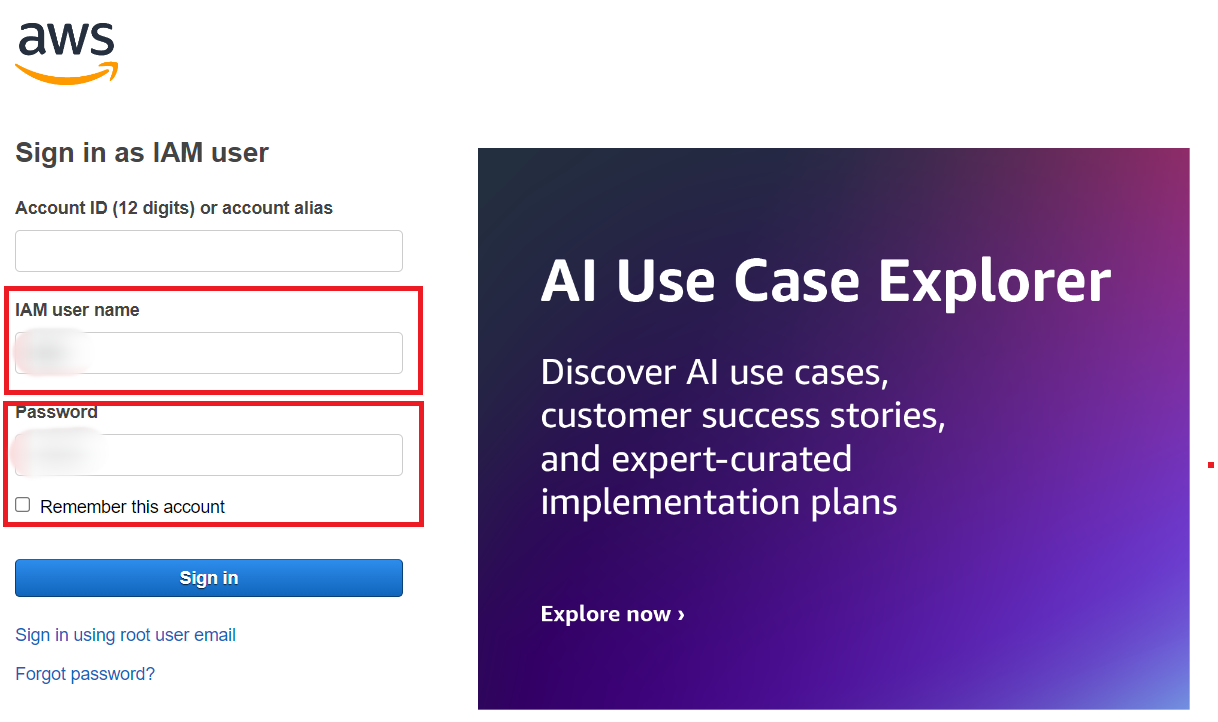 aws
Sign in as IAM user
Account ID (12 digits) or account alias
IAM user name
Password
Remember this account
Sign in
Sign in using root user email
Forgot password?
AI Use Case Explorer
Discover AI use cases,
customer success stories,
and expert-curated
implementation plans
Explore now ›